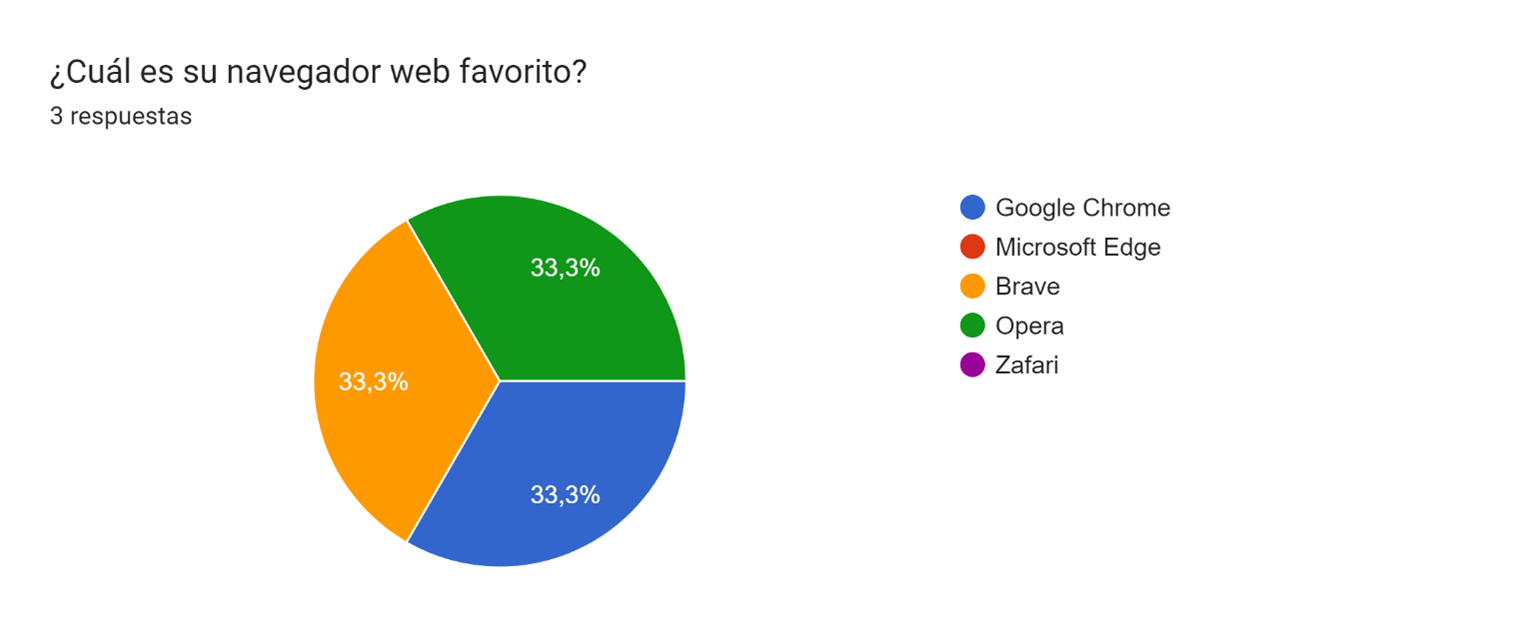 ¿Cuál es su navegador web favorito?
3 respuestas
33,3%
33,3%
33,3%
Google Chrome
Microsoft Edge
Brave
Opera
Zafari